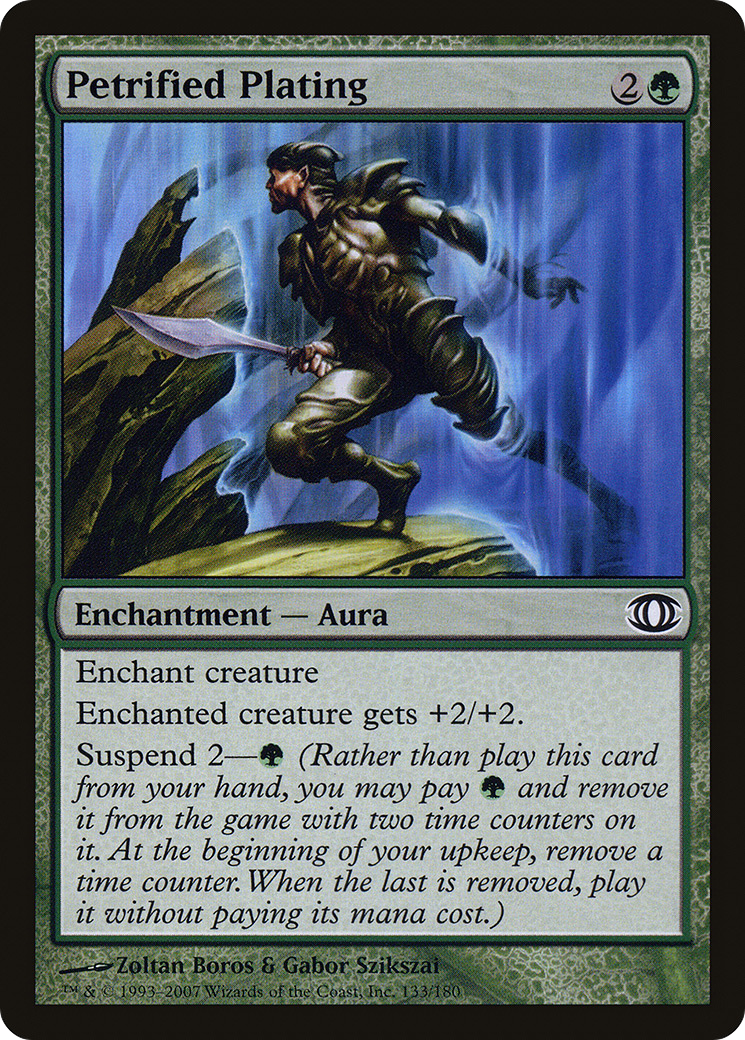 Petrified Plating 2
Enchantment — Aura
Enchant creature
Enchanted creature gets +2/+2.
Suspend 2— (Rather than play this card
from your hand, you may pay and remove
it from the game with two time counters on
it. At the beginning of your upkeep, remove a
time counter. When the last is removed, play
it without paying its mana cost.)
Zoltan Boros & Gabor Szikszai
™ & © 1993–2007 Wizards of the Coast, Inc. 133/180